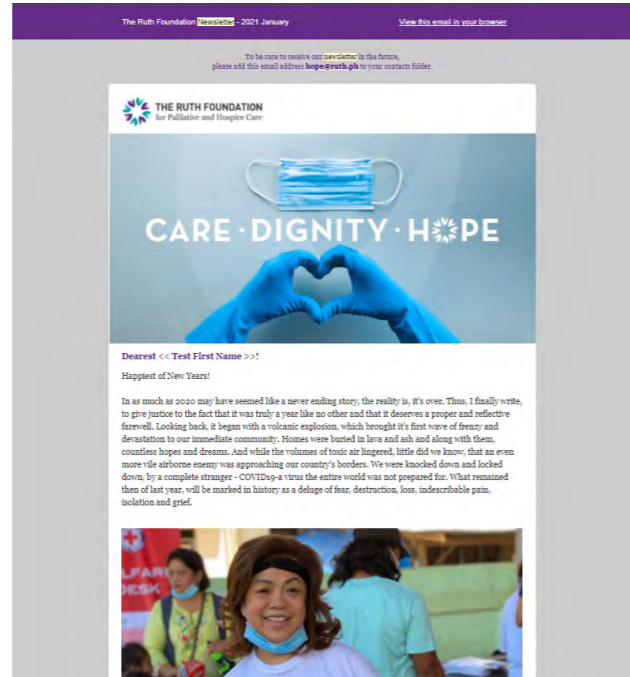 The Ruth Foundation Newsletter - 2021 January
View this email in your browser
To be sure to receive our newsletter in the future,
please add this email address hope@ruth.ph to your contacts folder.
THE RUTH FOUNDATION
for Palliative and Hospice Care
CARE · DIGNITY · HOPE
Dearest << Test First Name >>!
Happiest of New Years!
In as much as 2020 may have seemed like a never ending story, the reality is, it's over. Thus, I finally write,
to give justice to the fact that it was truly a year like no other and that it deserves a proper and reflective
farewell. Looking back, it began with a volcanic explosion, which brought it's first wave of frenzy and
devastation to our immediate community. Homes were buried in lava and ash and along with them,
countless hopes and dreams. And while the volumes of toxic air lingered, little did we know, that an even
more vile airborne enemy was approaching our country's borders. We were knocked down and locked
down, by a complete stranger - COVID19-a virus the entire world was not prepared for. What remained
then of last year, will be marked in history as a deluge of fear, destruction, loss, indescribable pain,
isolation and grief.
LFAR
DESK